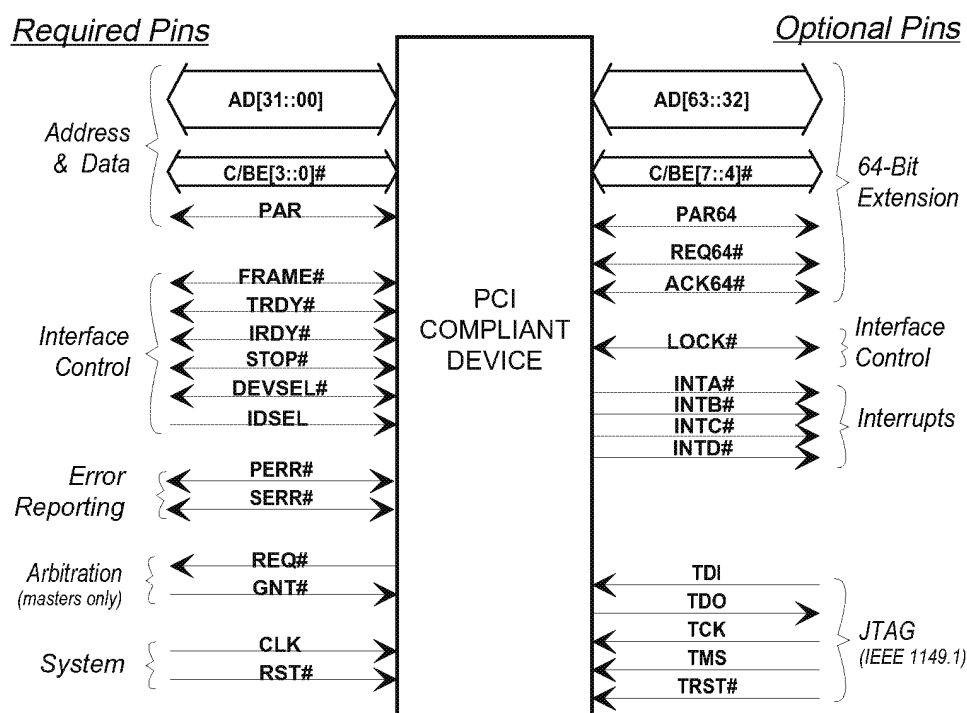 Required Pins
Optional Pins
Address
& Data
AD[31::00]
C/BE[3::0]#
PAR
Interface
Control
FRAME#
TRDY#
IRDY#
STOP#
DEVSEL#
IDSEL
Error
Reporting
PERR#
SERR#
Arbitration
(masters only)
REQ#
GNT#
System
CLK
RST#
PCI
COMPLIANT
DEVICE
AD[63::32]
C/BE[7::4]#
PAR64
REQ64#
ACK64#
64-Bit
Extension
LOCK#
Interface
Control
INTA#
INTB#
INTC#
INTD#
Interrupts
TDI
TDO
TCK
TMS
TRST#
JTAG
(IEEE 1149.1)